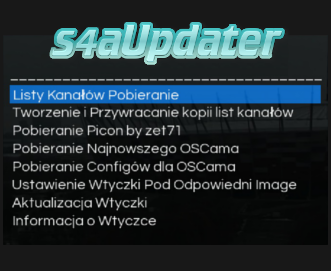 s4aUpdater
Listy Kanałów Pobieranie
Tworzenie i Przywracanie kopii list kanałów
Pobieranie Picon by zet71
Pobieranie Najnowszego OSCama
Pobieranie Configów dla OSCama
Ustawienie Wtyczki Pod Odpowiedni Image
Aktualizacja Wtyczki
Informacja o Wtyczce